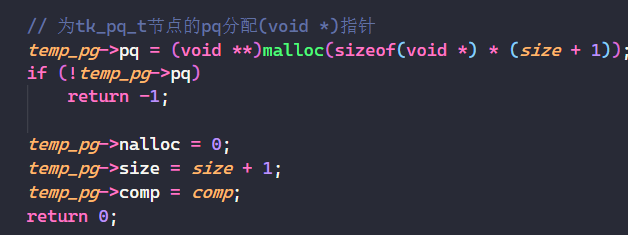 // 为tk_pq_t节点的pq分配(void *)指针
temp_pg->pq = (void **)malloc(sizeof(void *) * (size + 1));
if (!temp_pg->pq)
    return -1;
temp_pg->nalloc = 0;
temp_pg->size = size + 1;
temp_pg->comp = comp;
return 0;